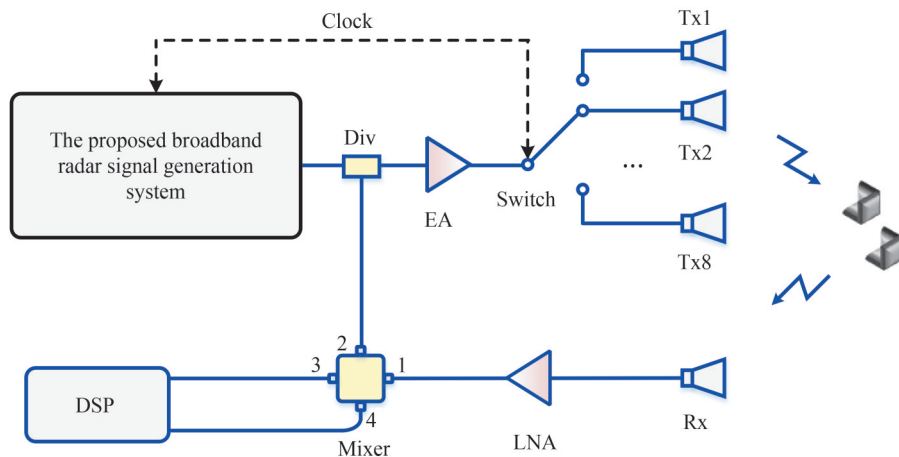 Clock
Tx1
The proposed broadband
radar signal generation
system
Div
EA
Switch
...
Tx2
Tx8
2
3
1
4
DSP
Mixer
LNA
Rx